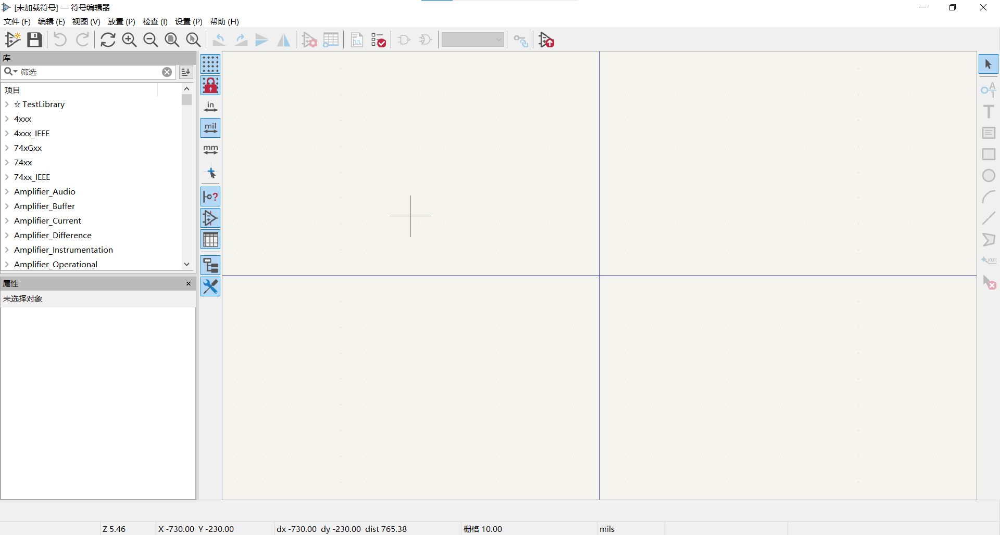 [未加载符号] — 符号编辑器
文件 (F) 编辑 (E) 视图 (V) 放置 (P) 检查 (I) 设置 (P) 帮助 (H)
库
筛选
项目
☆ TestLibrary
4xxx
4xxx_IEEE
74xGxx
74xx
74xx_IEEE
Amplifier_Audio
Amplifier_Buffer
Amplifier_Current
Amplifier_Difference
Amplifier_Instrumentation
Amplifier_Operational
属性
未选择对象
in
mil
mm
?
A
1
T
(0,0)
Z 5.46 X -730.00 Y -230.00 dx -730.00 dy -230.00 dist 765.38 栅格 10.00 mils